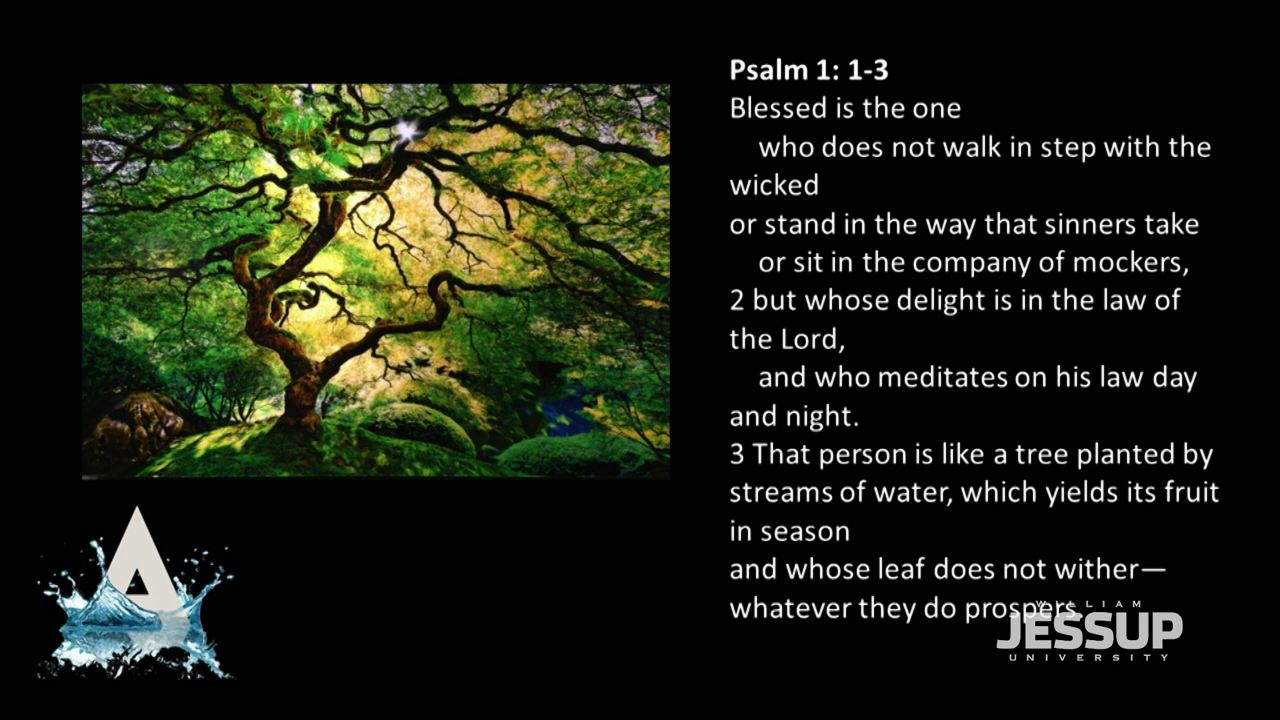 Psalm 1: 1-3
Blessed is the one
who does not walk in step with the
wicked
or stand in the way that sinners take
or sit in the company of mockers,
2 but whose delight is in the law of
the Lord,
and who meditates on his law day
and night.
3 That person is like a tree planted by
streams of water, which yields its fruit
in season
and whose leaf does not wither—
whatever they do prospers
A
WILLIAM
JESSUP
UNIVERSITY